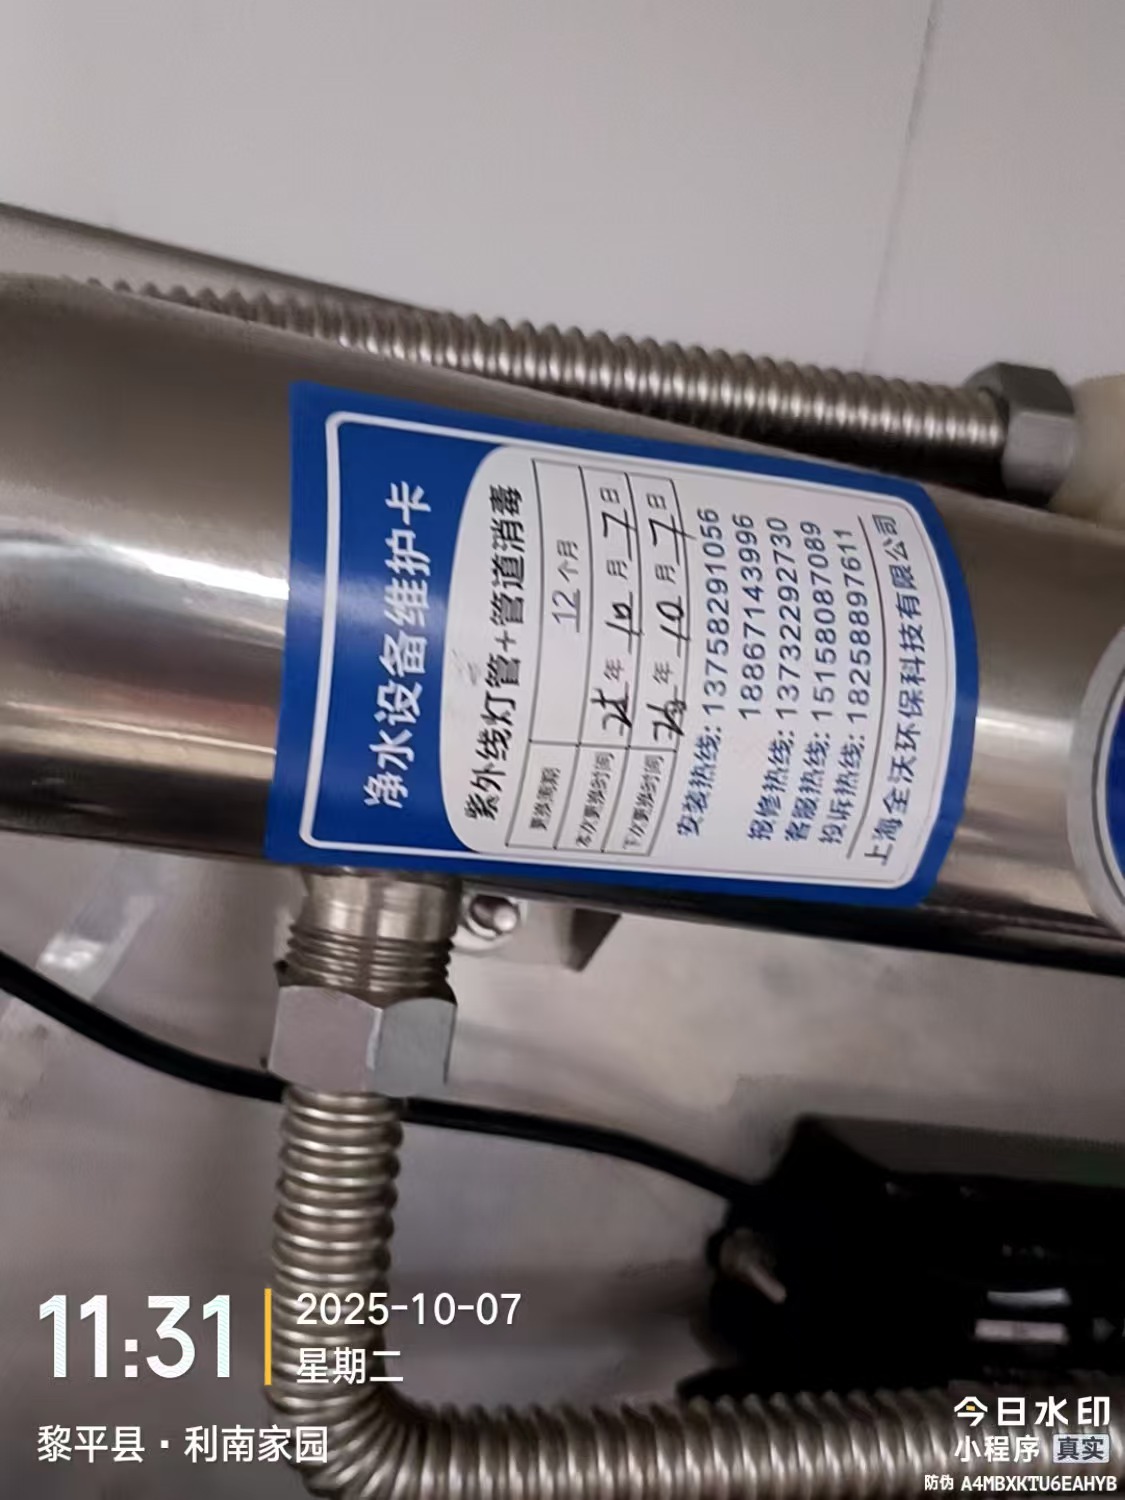 净水设备维护卡
紫外线灯管+管道消毒
更换周期 12个月
本次更换时间 25年10月7日
下次更换时间 26年10月7日
安装热线: 13758291056
18867143996
报修热线: 13732292730
客服热线: 15158087089
投诉热线: 18258897611
上海全沃环保科技有限公司
11:31
2025-10-07
星期二
黎平县·利南家园
今日水印
小程序 真实
防伪 A4MBXKTU6EAHYB